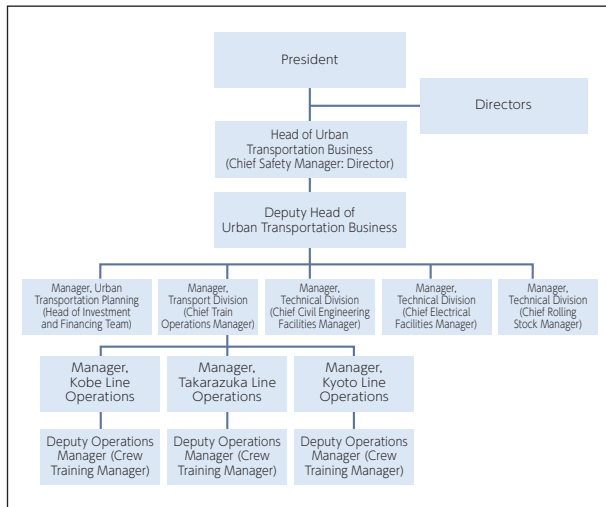 President
Directors
Head of Urban
Transportation Business
(Chief Safety Manager: Director)
Deputy Head of
Urban Transportation Business
Manager, Urban
Transportation Planning
(Head of Investment
and Financing Team)
Manager,
Transport Division
(Chief Train
Operations Manager)
Manager,
Technical Division
(Chief Civil Engineering
Facilities Manager)
Manager,
Technical Division
(Chief Electrical
Facilities Manager)
Manager,
Technical Division
(Chief Rolling
Stock Manager)
Manager,
Kobe Line
Operations
Manager,
Takarazuka Line
Operations
Manager,
Kyoto Line
Operations
Deputy Operations
Manager (Crew
Training Manager)
Deputy Operations
Manager (Crew
Training Manager)
Deputy Operations
Manager (Crew
Training Manager)